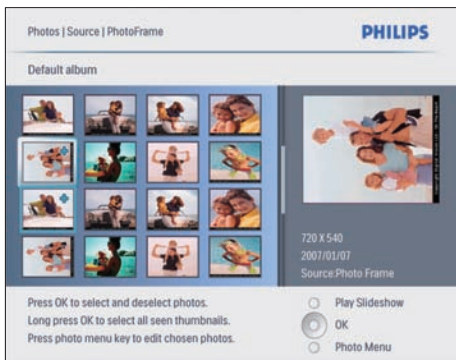 Photos | Source | PhotoFrame
PHILIPS
Default album
720 X 540
2007/01/07
Source:Photo Frame
Press OK to select and deselect photos.
Long press OK to select all seen thumbnails.
Press photo menu key to edit chosen photos.
Play Slideshow
OK
Photo Menu